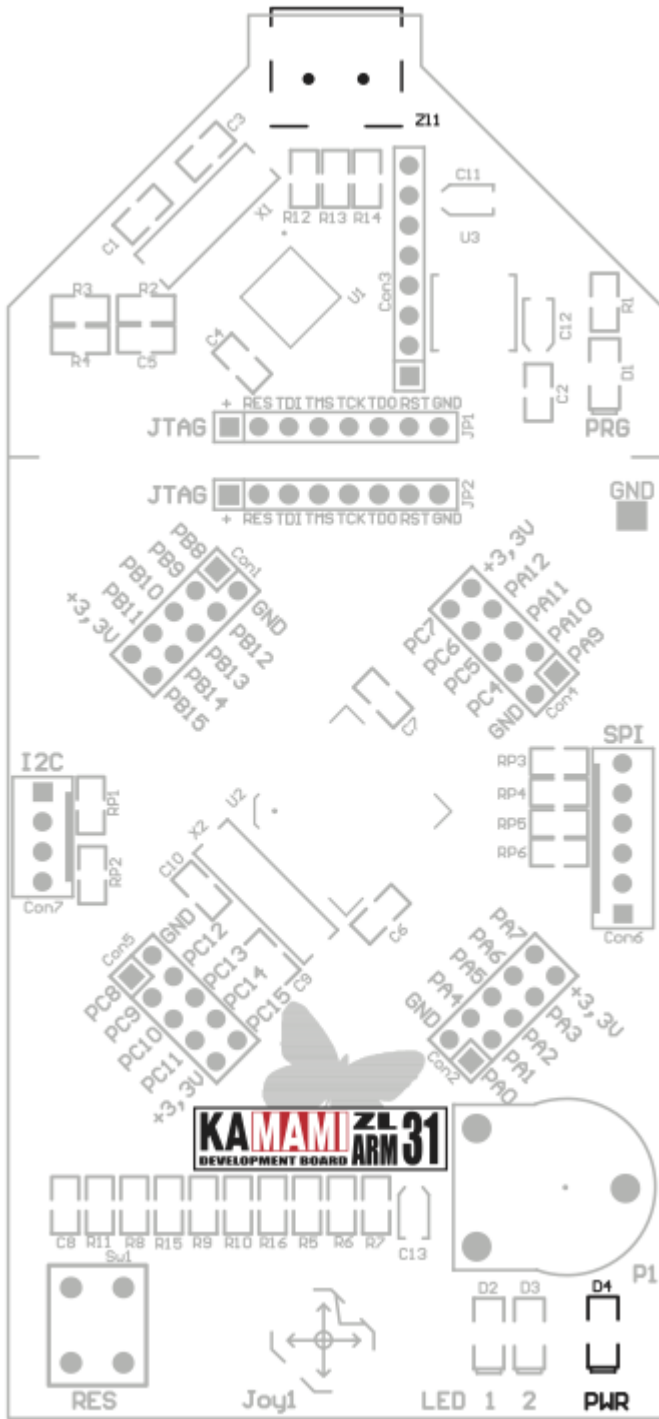 Zl1
C3
C1
X1
R12 R13 R14
C11
U3
U1
Con3
R3 R2
R4 C5
C4
C12
R1
C2
D1
PRG
+ RES TDI TMS TCK TDO RST GND
JTAG
JP1
JTAG
JP2
+ RES TDI TMS TCK TDO RST GND
GND
Con1
PB8
PB9
PB10
PB11
+3,3V
GND
PB12
PB13
PB14
PB15
+3,3V
PA12
PA11
PA10
PA9
PC7
PC6
PC5
PC4
GND
Con4
I2C
RP1
RP2
Con7
SPI
RP3
RP4
RP5
RP6
Con6
U2
X2
C10
C6
C9
Con5
GND
PC12
PC13
PC14
PC15
PC8
PC9
PC10
PC11
+3,3V
PA7
PA6
PA5
PA4
GND
+3,3V
PA3
PA2
PA1
PA0
Con2
KAMAMI ZL ARM 31
DEVELOPMENT BOARD
C8 R11 R8 R15 R9 R10 R16 R5 R6 R7 C13
Sw1
P1
D2 D3 D4
RES Joy1 LED 1 2 PWR